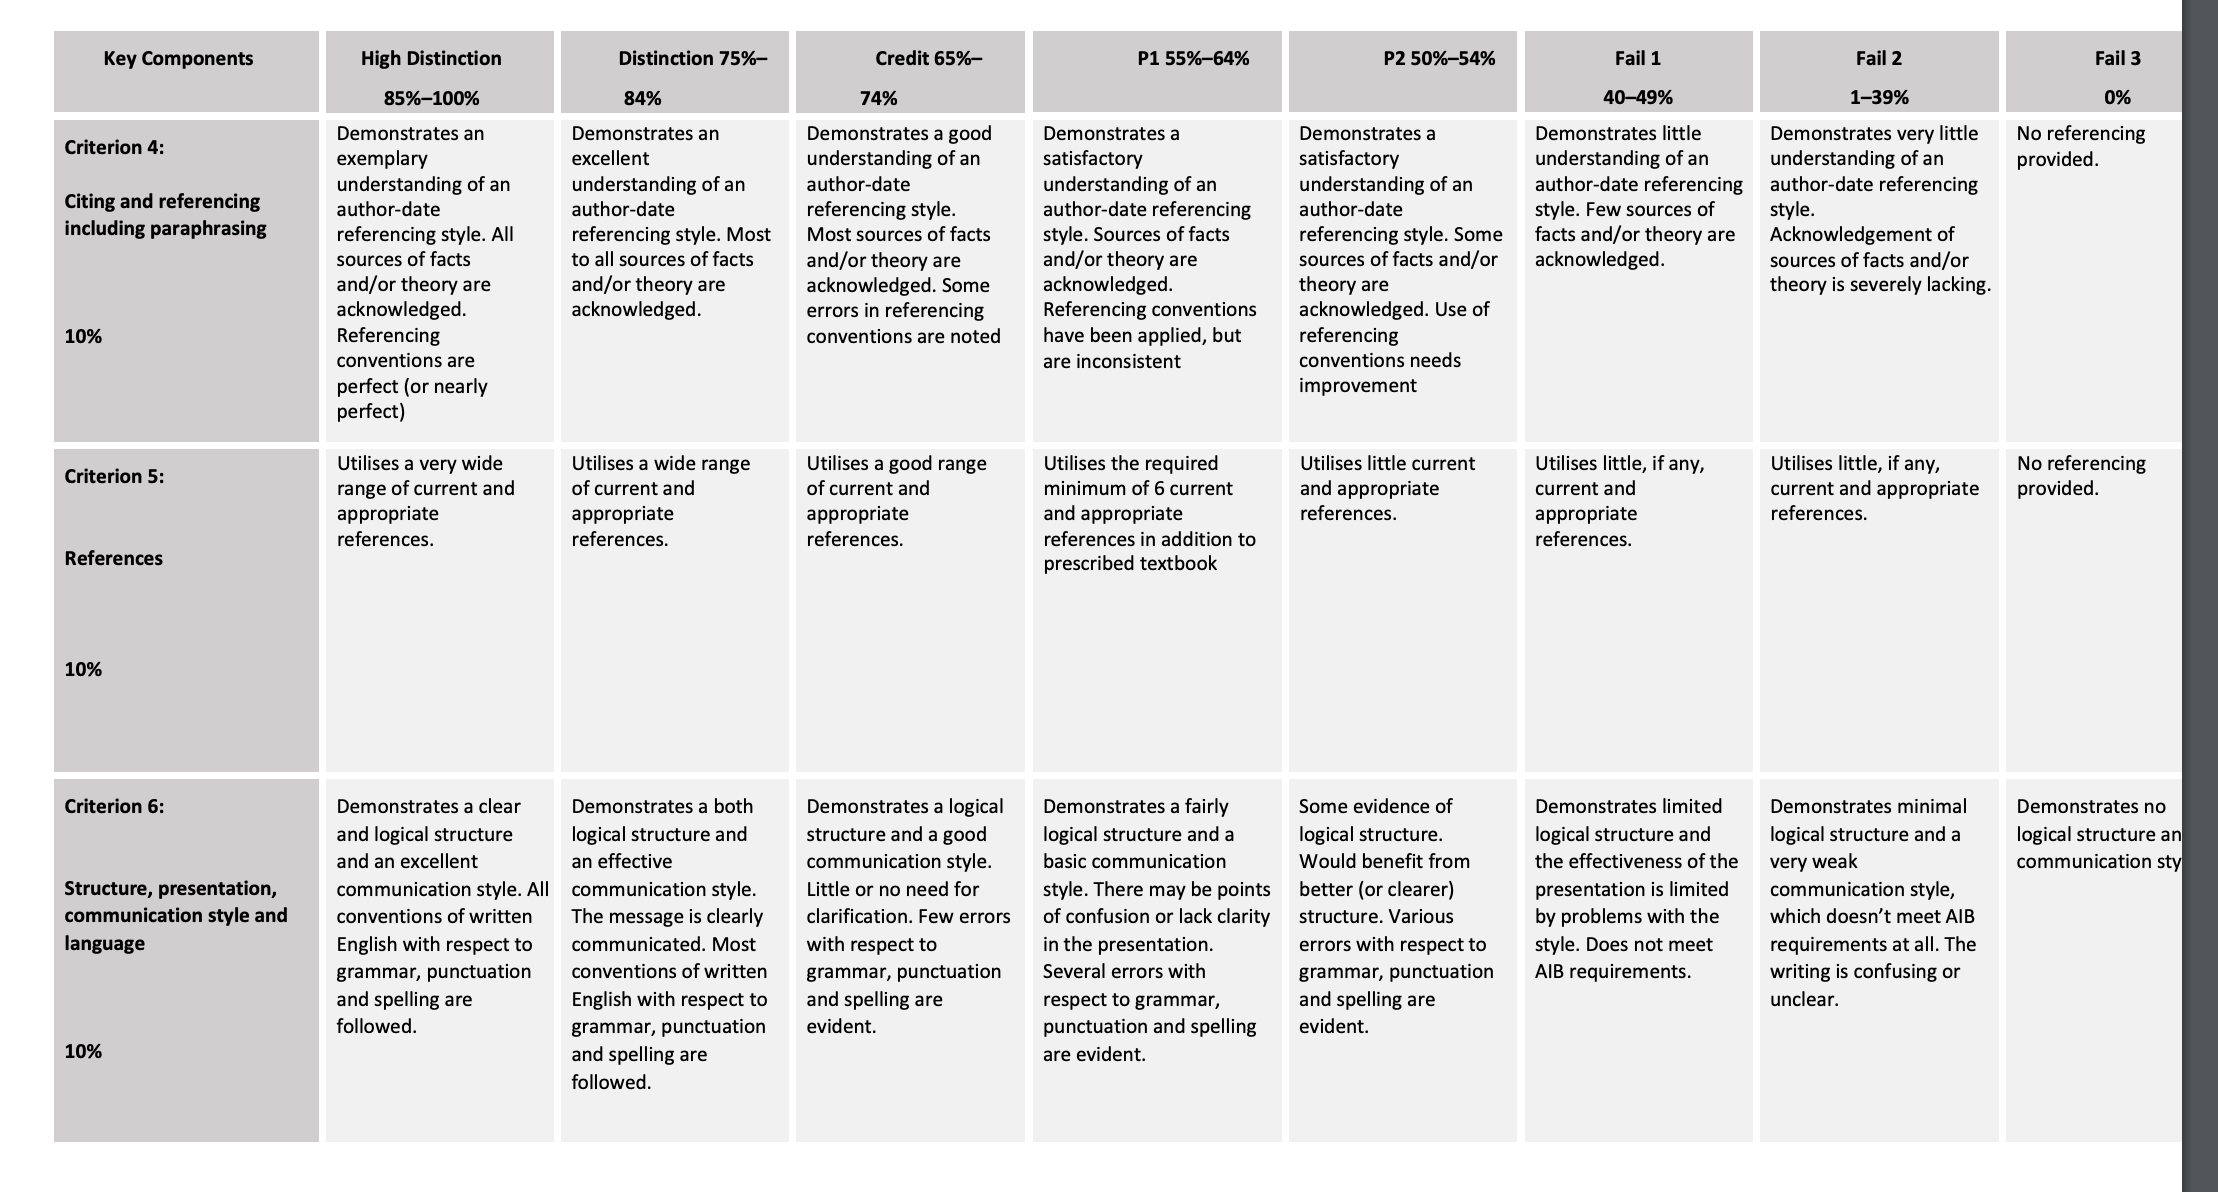 Key Components
High Distinction
85%–100%
Distinction 75%–
84%
Credit 65%–
74%
P1 55%–64%
P2 50%–54%
Fail 1
40–49%
Fail 2
1–39%
Fail 3
0%
Criterion 4:
Citing and referencing
including paraphrasing
10%
Demonstrates an
exemplary
understanding of an
author-date
referencing style. All
sources of facts
and/or theory are
acknowledged.
Referencing
conventions are
perfect (or nearly
perfect)
Demonstrates an
excellent
understanding of an
author-date
referencing style. Most
to all sources of facts
and/or theory are
acknowledged.
Demonstrates a good
understanding of an
author-date
referencing style.
Most sources of facts
and/or theory are
acknowledged. Some
errors in referencing
conventions are noted
Demonstrates a
satisfactory
understanding of an
author-date referencing
style. Sources of facts
and/or theory are
acknowledged.
Referencing conventions
have been applied, but
are inconsistent
Demonstrates a
satisfactory
understanding of an
author-date
referencing style. Some
sources of facts and/or
theory are
acknowledged. Use of
referencing
conventions needs
improvement
Demonstrates little
understanding of an
author-date referencing
style. Few sources of
facts and/or theory are
acknowledged.
Demonstrates very little
understanding of an
author-date referencing
style.
Acknowledgement of
sources of facts and/or
theory is severely lacking.
No referencing
provided.
Criterion 5:
References
10%
Utilises a very wide
range of current and
appropriate
references.
Utilises a wide range
of current and
appropriate
references.
Utilises a good range
of current and
appropriate
references.
Utilises the required
minimum of 6 current
and appropriate
references in addition to
prescribed textbook
Utilises little current
and appropriate
references.
Utilises little, if any,
current and
appropriate
references.
Utilises little, if any,
current and appropriate
references.
No referencing
provided.
Criterion 6:
Structure, presentation,
communication style and
language
10%
Demonstrates a clear
and logical structure
and an excellent
communication style. All
conventions of written
English with respect to
grammar, punctuation
and spelling are
followed.
Demonstrates a both
logical structure and
an effective
communication style.
The message is clearly
communicated. Most
conventions of written
English with respect to
grammar, punctuation
and spelling are
followed.
Demonstrates a logical
structure and a good
communication style.
Little or no need for
clarification. Few errors
with respect to
grammar, punctuation
and spelling are
evident.
Demonstrates a fairly
logical structure and a
basic communication
style. There may be points
of confusion or lack clarity
in the presentation.
Several errors with
respect to grammar,
punctuation and spelling
are evident.
Some evidence of
logical structure.
Would benefit from
better (or clearer)
structure. Various
errors with respect to
grammar, punctuation
and spelling are
evident.
Demonstrates limited
logical structure and
the effectiveness of the
presentation is limited
by problems with the
style. Does not meet
AIB requirements.
Demonstrates minimal
logical structure and a
very weak
communication style,
which doesn’t meet AIB
requirements at all. The
writing is confusing or
unclear.
Demonstrates no
logical structure an
communication sty